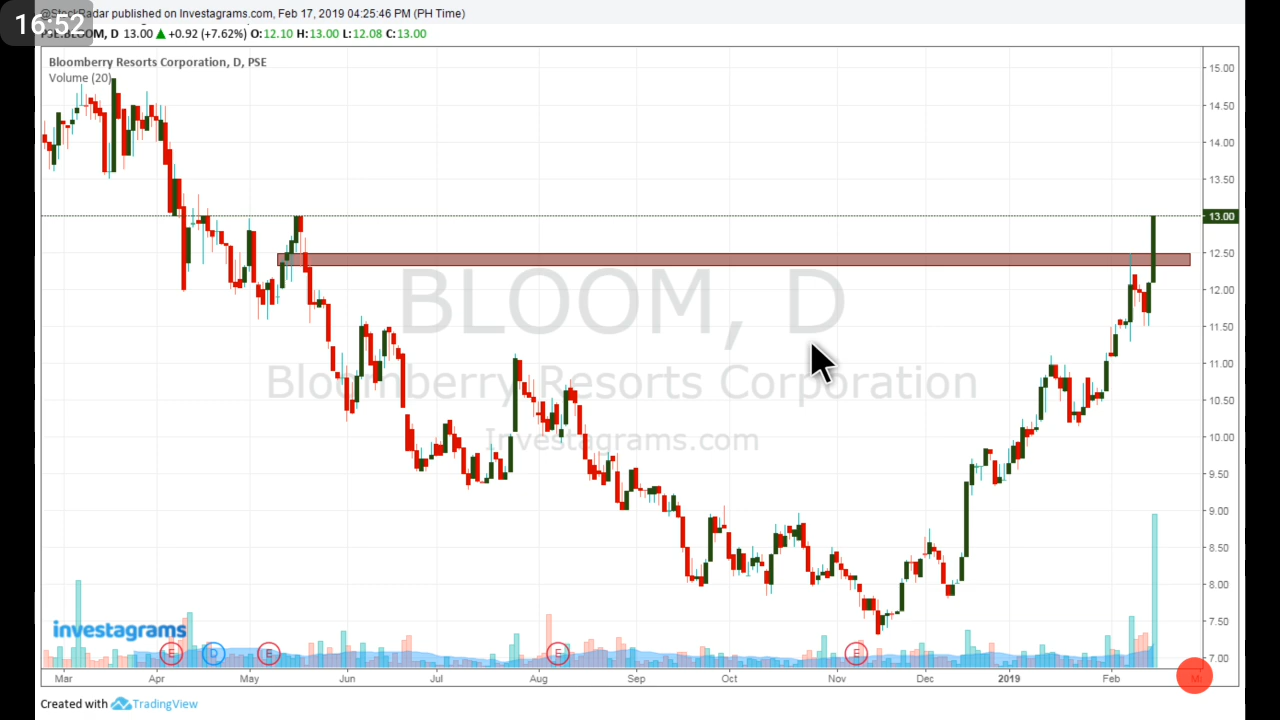 16:52
@StockRadar published on Investagrams.com, Feb 17, 2019 04:25:46 PM (PH Time)
PSE:BLOOM, D 13.00 ▲ +0.92 (+7.62%) O:12.10 H:13.00 L:12.08 C:13.00
Bloomberry Resorts Corporation, D, PSE
Volume (20)
15.00
14.50
14.00
13.50
13.00
12.50
12.00
11.50
11.00
10.50
10.00
9.50
9.00
8.50
8.00
7.50
7.00
BLOOM, D
Bloomberry Resorts Corporation
Investagrams.com
investagrams
E D E E E
Mar Apr May Jun Jul Aug Sep Oct Nov Dec 2019 Feb
Created with TradingView